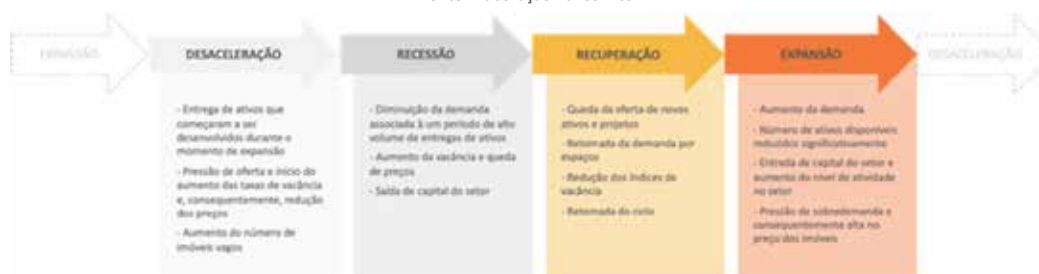 EXPANSÃO
DESACELERAÇÃO
RECESSÃO
RECUPERAÇÃO
EXPANSÃO
DESACELERAÇÃO
- Entrega de ativos que
começaram a ser
desenvolvidos durante o
momento de expansão
- Pressão de oferta e início do
aumento das taxas de vacância
e, consequentemente, redução
dos preços
- Aumento do número de
imóveis vagos
- Diminuição da demanda
associada à um período de alto
volume de entregas de ativos
- Aumento da vacância e queda
de preços
- Saída de capital do setor
- Queda da oferta de novos
ativos e projetos
- Retomada da demanda por
espaços
- Redução dos índices de
vacância
- Retomada do ciclo
- Aumento da demanda
- Número de ativos disponíveis
reduzidos significativamente
- Entrada de capital do setor e
aumento do nível de atividade
no setor
- Pressão de sobredemanda e
consequentemente alta no
preço dos imóveis